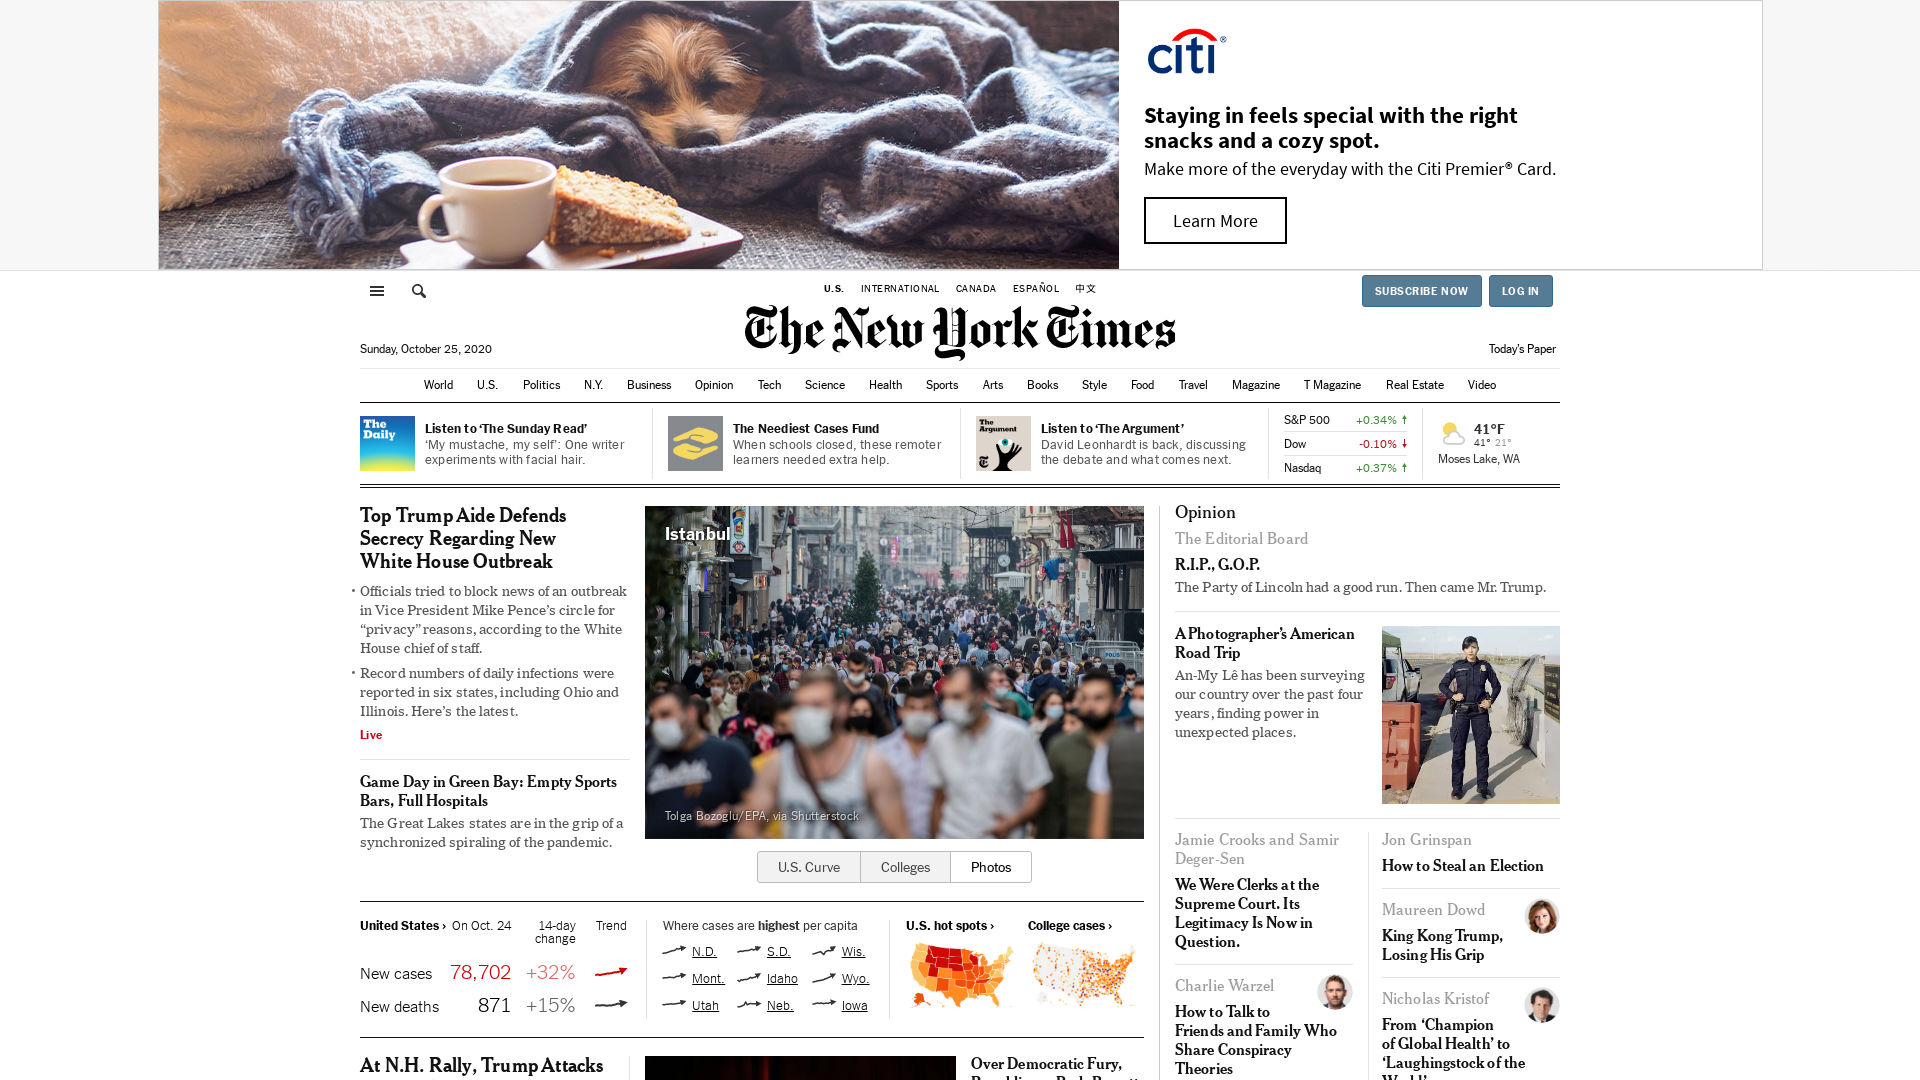 citi®
Staying in feels special with the right
snacks and a cozy spot.
Make more of the everyday with the Citi Premier® Card.
Learn More
U.S. INTERNATIONAL CANADA ESPAÑOL 中文
SUBSCRIBE NOW LOG IN
The New York Times
Sunday, October 25, 2020
Today's Paper
World U.S. Politics N.Y. Business Opinion Tech Science Health Sports Arts Books Style Food Travel Magazine T Magazine Real Estate Video
The
Daily
Listen to ‘The Sunday Read’
‘My mustache, my self’: One writer
experiments with facial hair.
The Neediest Cases Fund
When schools closed, these remoter
learners needed extra help.
The
Argument
Listen to ‘The Argument’
David Leonhardt is back, discussing
the debate and what comes next.
S&P 500 +0.34% ↑
Dow -0.10% ↓
Nasdaq +0.37% ↑
41°F
41° 21°
Moses Lake, WA
Top Trump Aide Defends
Secrecy Regarding New
White House Outbreak
• Officials tried to block news of an outbreak
in Vice President Mike Pence’s circle for
“privacy” reasons, according to the White
House chief of staff.
• Record numbers of daily infections were
reported in six states, including Ohio and
Illinois. Here’s the latest.
Live
Game Day in Green Bay: Empty Sports
Bars, Full Hospitals
The Great Lakes states are in the grip of a
synchronized spiraling of the pandemic.
Istanbul
POLIS
Tolga Bozoglu/EPA, via Shutterstock
U.S. Curve Colleges Photos
United States › On Oct. 24 14-day
change Trend
New cases 78,702 +32%
New deaths 871 +15%
Where cases are highest per capita
N.D. S.D. Wis.
Mont. Idaho Wyo.
Utah Neb. Iowa
U.S. hot spots ›
College cases ›
At N.H. Rally, Trump Attacks
Over Democratic Fury,
Opinion
The Editorial Board
R.I.P., G.O.P.
The Party of Lincoln had a good run. Then came Mr. Trump.
A Photographer’s American
Road Trip
An-My Lê has been surveying
our country over the past four
years, finding power in
unexpected places.
Jamie Crooks and Samir
Deger-Sen
We Were Clerks at the
Supreme Court. Its
Legitimacy Is Now in
Question.
Charlie Warzel
How to Talk to
Friends and Family Who
Share Conspiracy
Theories
Jon Grinspan
How to Steal an Election
Maureen Dowd
King Kong Trump,
Losing His Grip
Nicholas Kristof
From ‘Champion
of Global Health’ to
‘Laughingstock of the